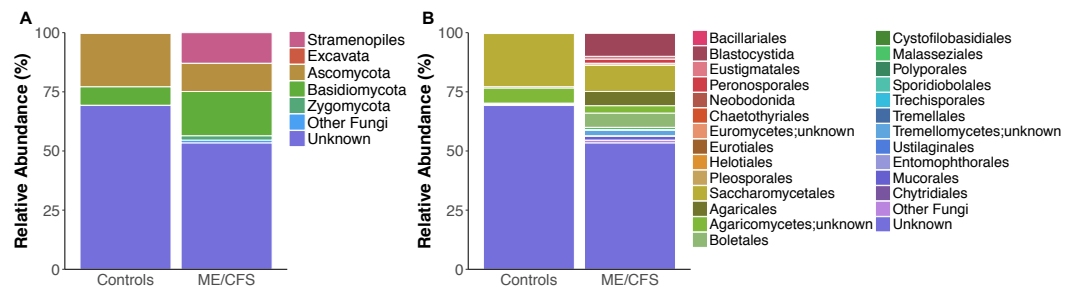 A
Relative Abundance (%)
100
75
50
25
0
Controls
ME/CFS
Stramenopiles
Excavata
Ascomycota
Basidiomycota
Zygomycota
Other Fungi
Unknown
B
Relative Abundance (%)
100
75
50
25
0
Controls
ME/CFS
Bacillariales
Blastocystida
Eustigmatales
Peronosporales
Neobodonida
Chaetothyriales
Euromycetes;unknown
Eurotiales
Helotiales
Pleosporales
Saccharomycetales
Agaricales
Agaricomycetes;unknown
Boletales
Cystofilobasidiales
Malasseziales
Polyporales
Sporidiobolales
Trechisporales
Tremellales
Tremellomycetes;unknown
Ustilaginales
Entomophthorales
Mucorales
Chytridiales
Other Fungi
Unknown